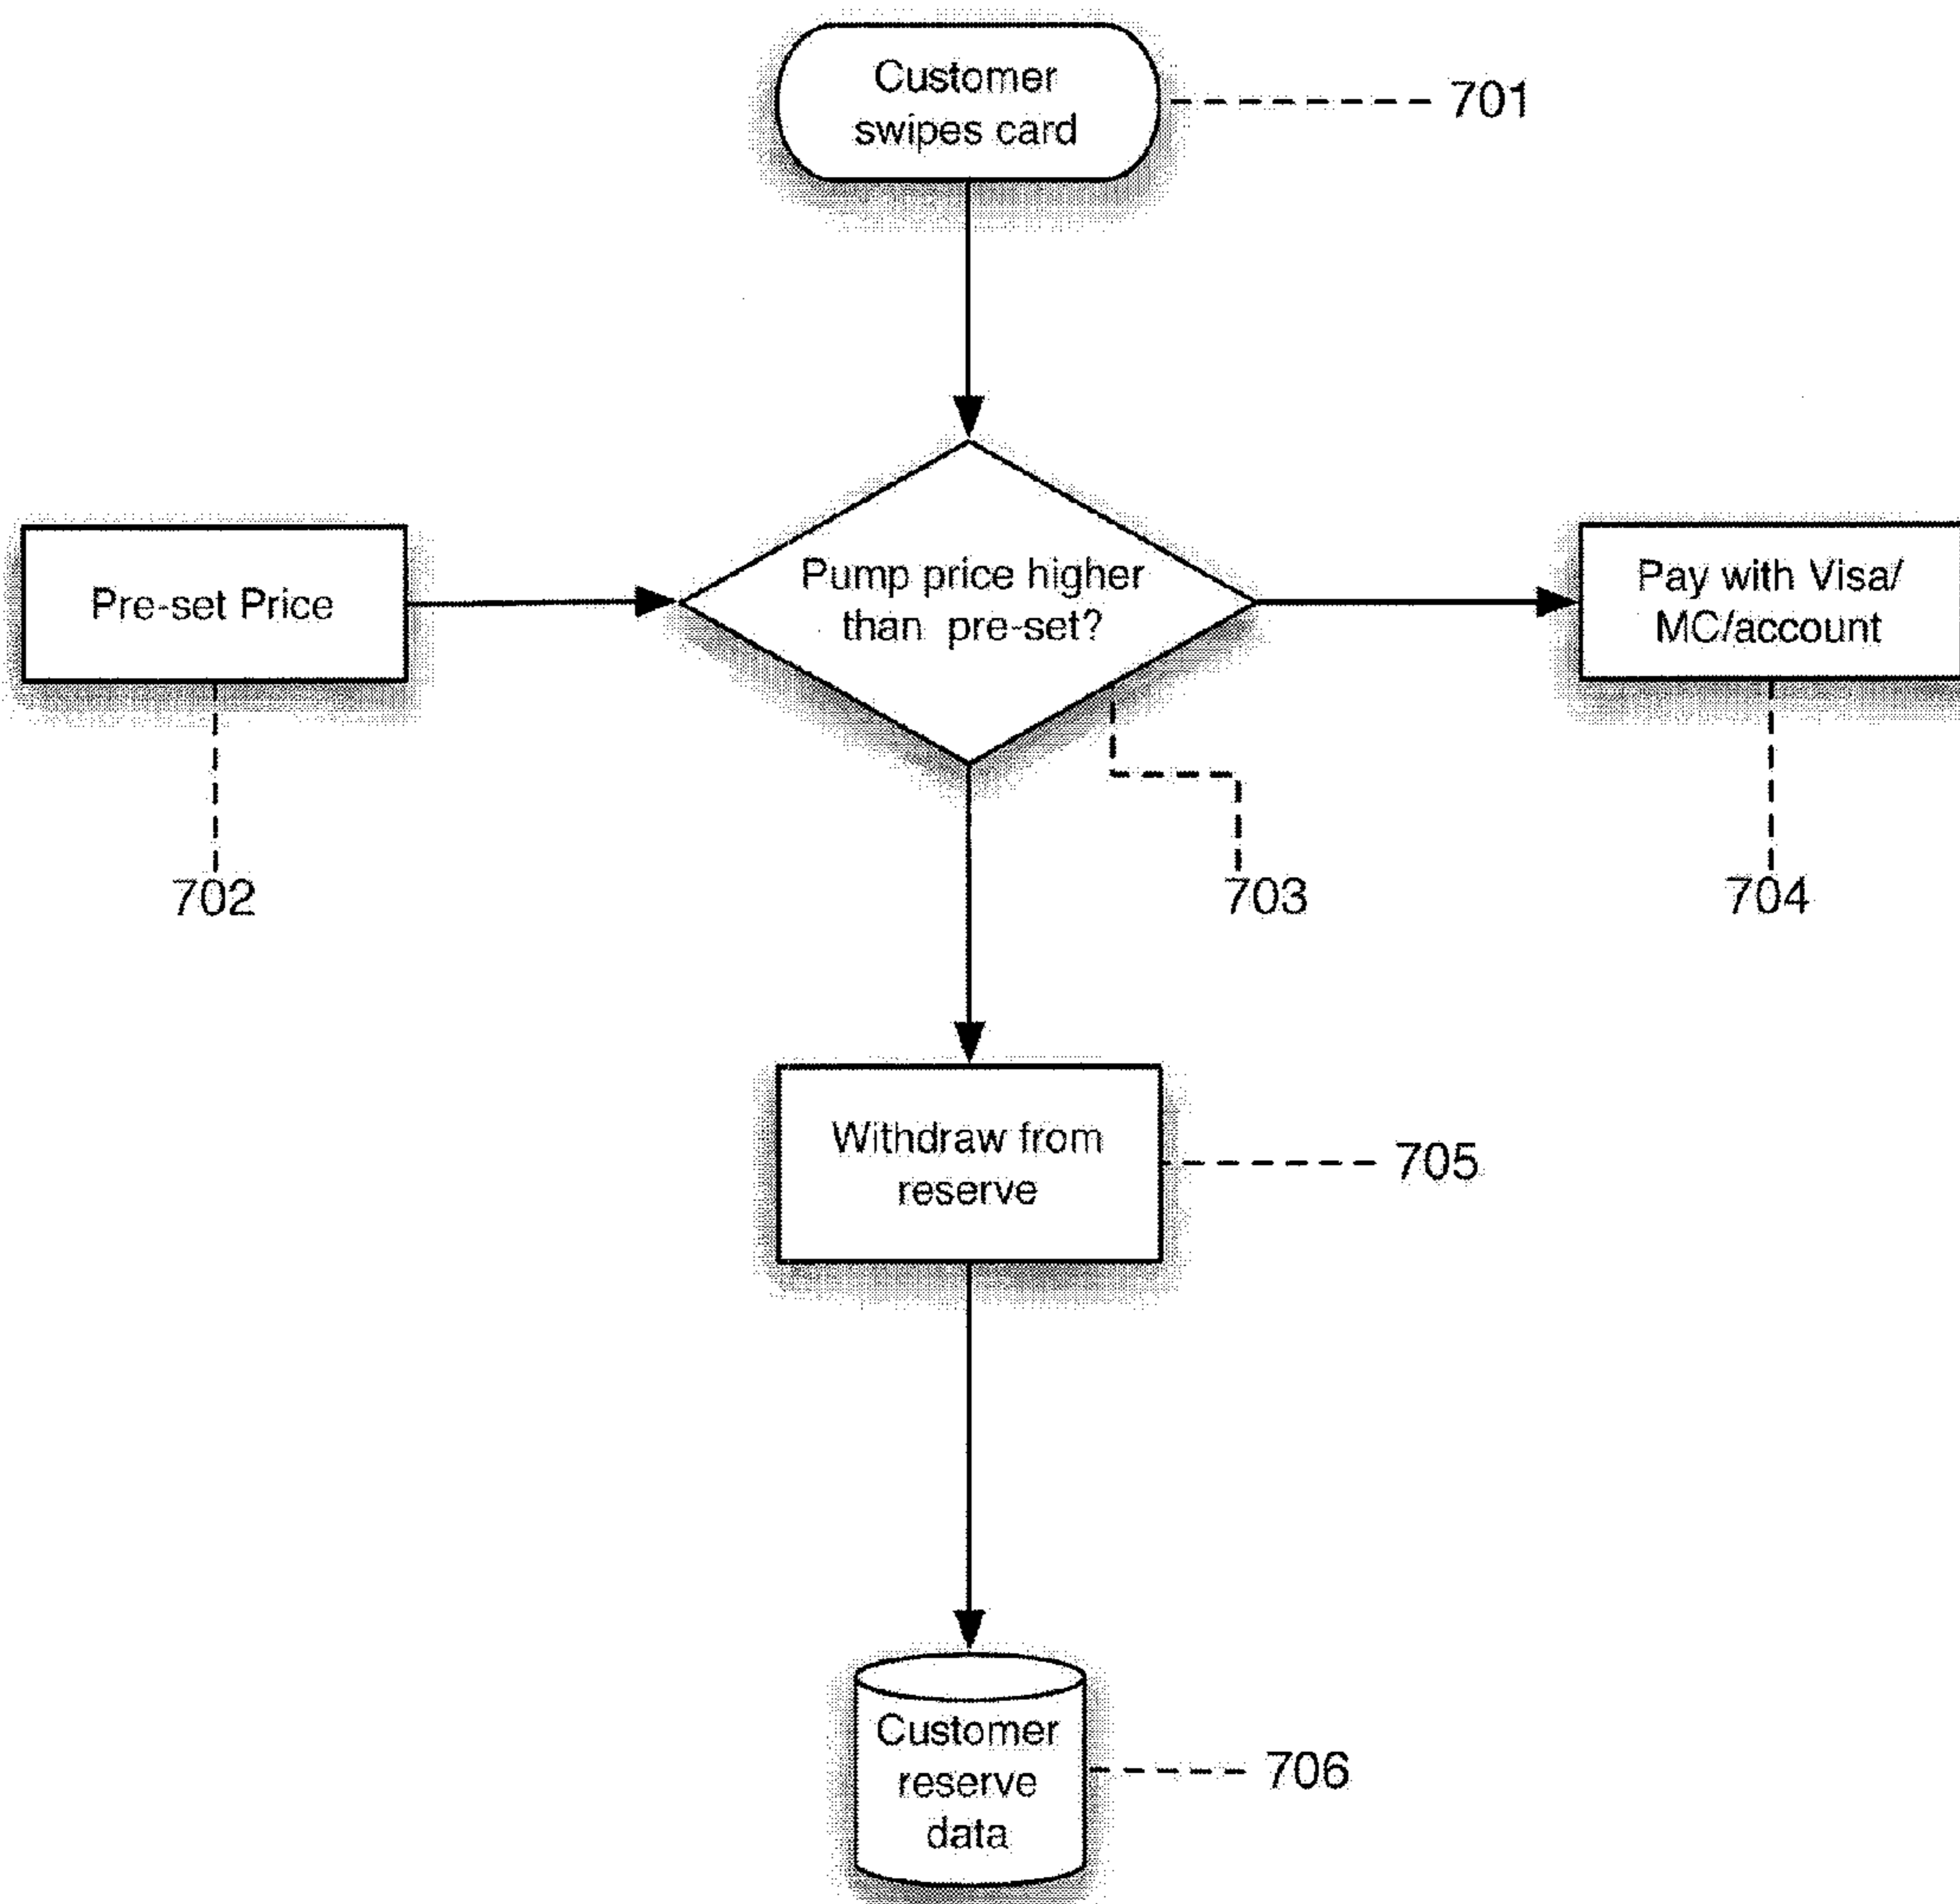 Customer
swipes card
701
Pre-set Price
Pump price higher
than pre-set?
Pay with Visa/
MC/account
702
703
704
Withdraw from
reserve
705
Customer
reserve
data
706